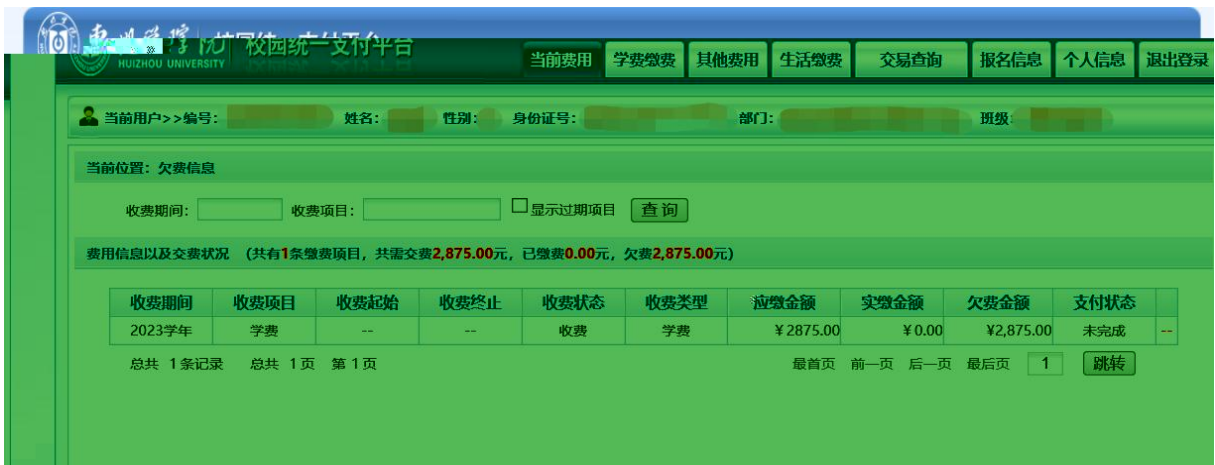 校园统一支付平台
HUIZHOU UNIVERSITY
当前费用 学费缴费 其他费用 生活缴费 交易查询 报名信息 个人信息 退出登录
当前用户>>编号: 姓名: 性别: 身份证号: 部门: 班级:
当前位置: 欠费信息
收费期间: 收费项目: 显示过期项目 查询
费用信息以及交费状况 (共有1条缴费项目, 共需交费2,875.00元, 已缴费0.00元, 欠费2,875.00元)
收费期间 收费项目 收费起始 收费终止 收费状态 收费类型 应缴金额 实缴金额 欠费金额 支付状态
2023学年 学费 -- -- 收费 学费 ¥2875.00 ¥0.00 ¥2,875.00 未完成 --
总共 1条记录 总共 1页 第1页 最首页 前一页 后一页 最后页 1 跳转